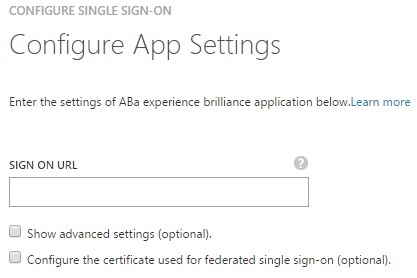 CONFIGURE SINGLE SIGN-ON
Configure App Settings
Enter the settings of ABa experience brilliance application below.Learn more
SIGN ON URL
?
Show advanced settings (optional).
Configure the certificate used for federated single sign-on (optional).